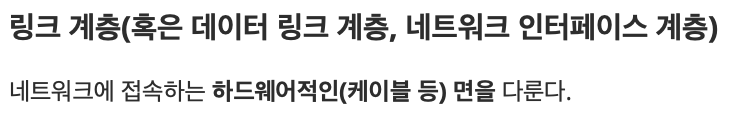 링크 계층(혹은 데이터 링크 계층, 네트워크 인터페이스 계층)
네트워크에 접속하는 하드웨어적인(케이블 등) 면을 다룬다.